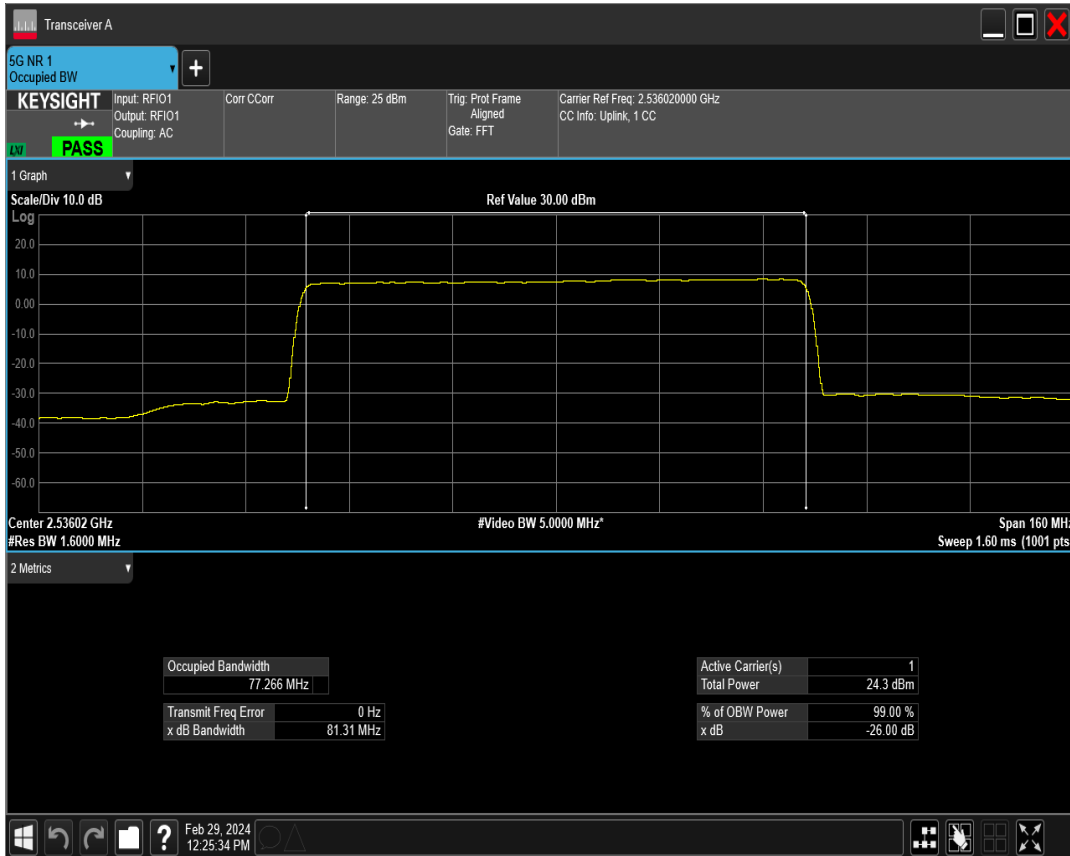 Transceiver A
5G NR 1
Occupied BW
KEYSIGHT
LXI
PASS
Input: RFIO1
Output: RFIO1
Coupling: AC
Corr CCorr
Range: 25 dBm
Trig: Prot Frame
Aligned
Gate: FFT
Carrier Ref Freq: 2.536020000 GHz
CC Info: Uplink, 1 CC
1 Graph
Scale/Div 10.0 dB
Ref Value 30.00 dBm
Log
20.0
10.0
0.00
-10.0
-20.0
-30.0
-40.0
-50.0
-60.0
Center 2.53602 GHz
#Video BW 5.0000 MHz*
Span 160 MHz
#Res BW 1.6000 MHz
Sweep 1.60 ms (1001 pts
2 Metrics
Occupied Bandwidth
77.266 MHz
Transmit Freq Error 0 Hz
x dB Bandwidth 81.31 MHz
Active Carrier(s) 1
Total Power 24.3 dBm
% of OBW Power 99.00 %
x dB -26.00 dB
?
Feb 29, 2024
12:25:34 PM